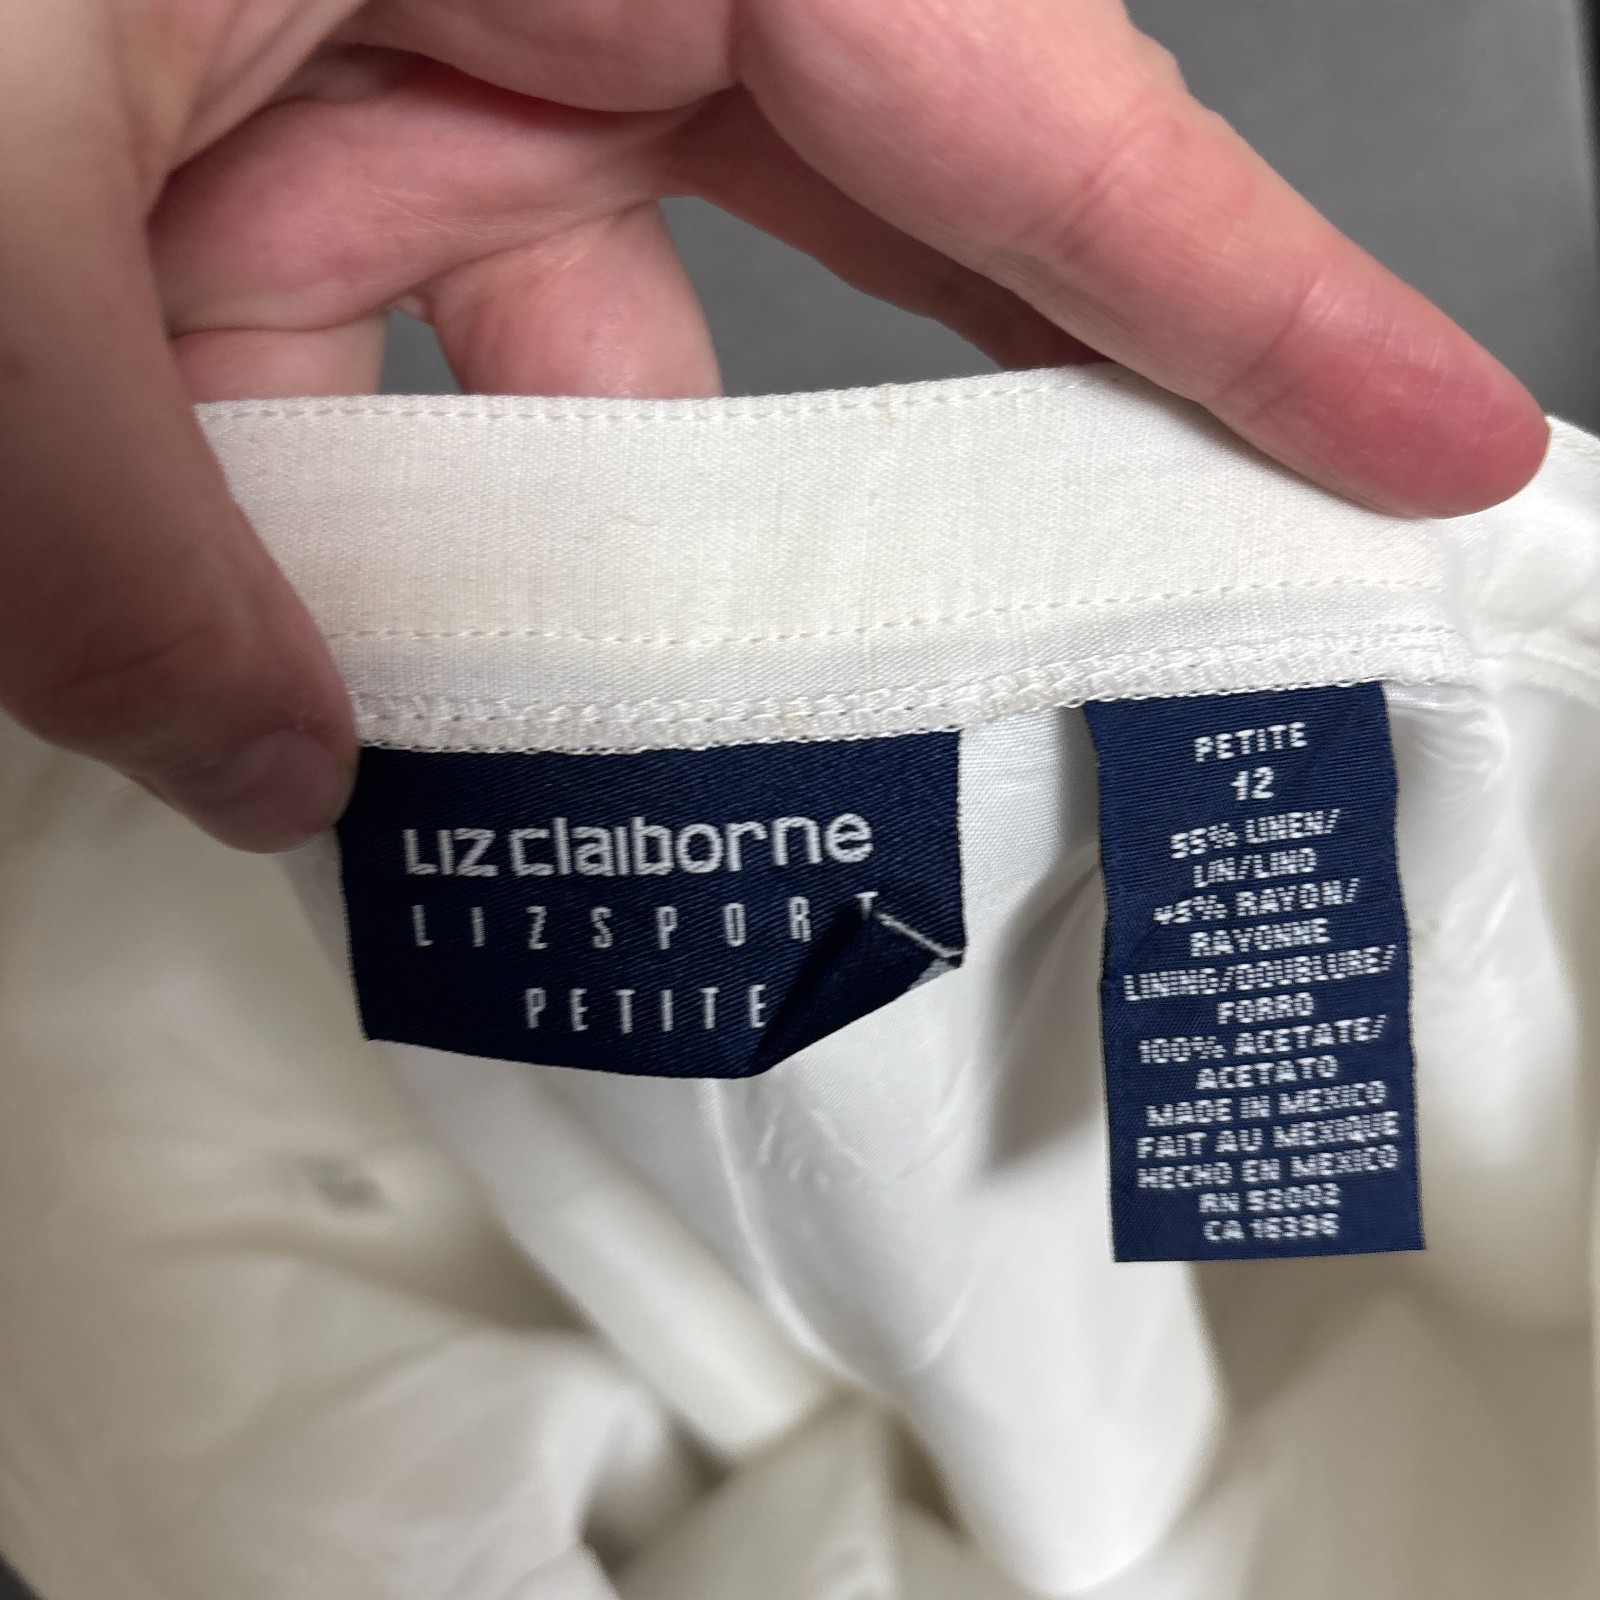 Liz claiborne
LIZSPORT
PETITE
PETITE
12
55% LINEN/
LIN/LINO
45% RAYON/
RAYONNE
LINING/DOUBLURE/
FORRO
100% ACETATE/
ACETATO
MADE IN MEXICO
FAIT AU MEXIQUE
HECHO EN MEXICO
RN 52002
CA 16396